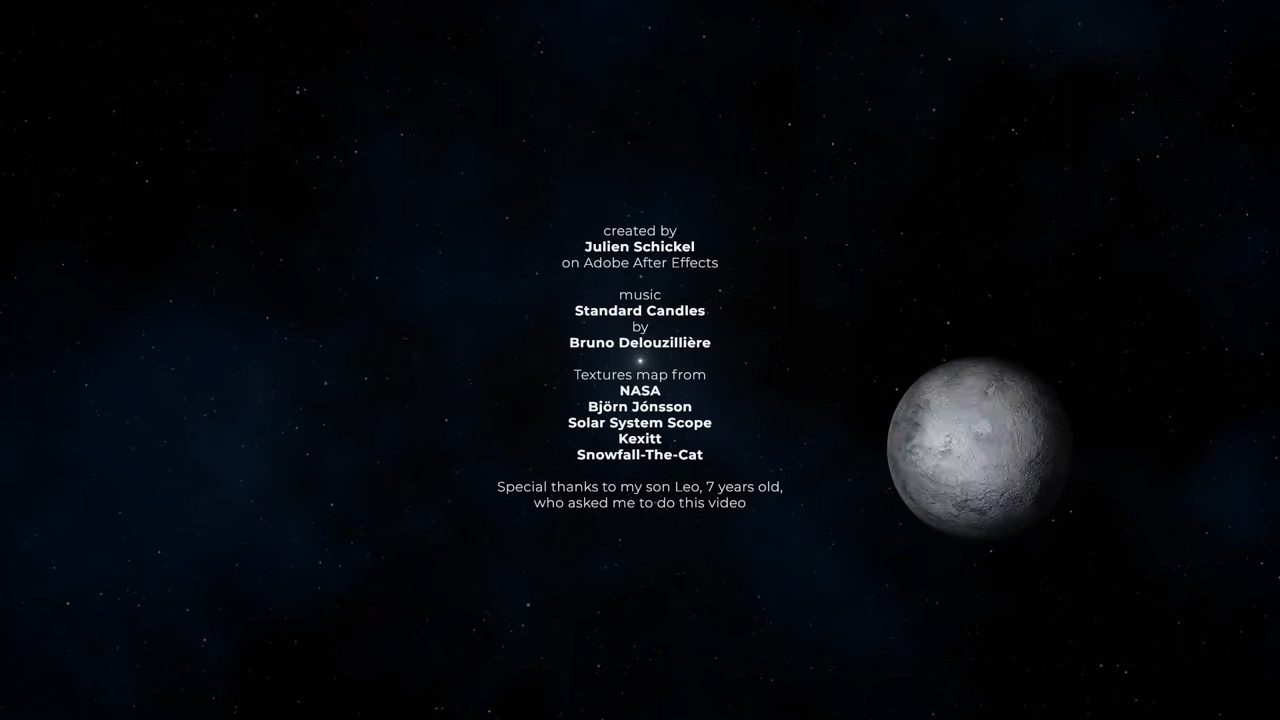 created by
Julien Schickel
on Adobe After Effects
music
Standard Candles
by
Bruno Delouzillière
Textures map from
NASA
Björn Jónsson
Solar System Scope
Kexitt
Snowfall-The-Cat
Special thanks to my son Leo, 7 years old,
who asked me to do this video